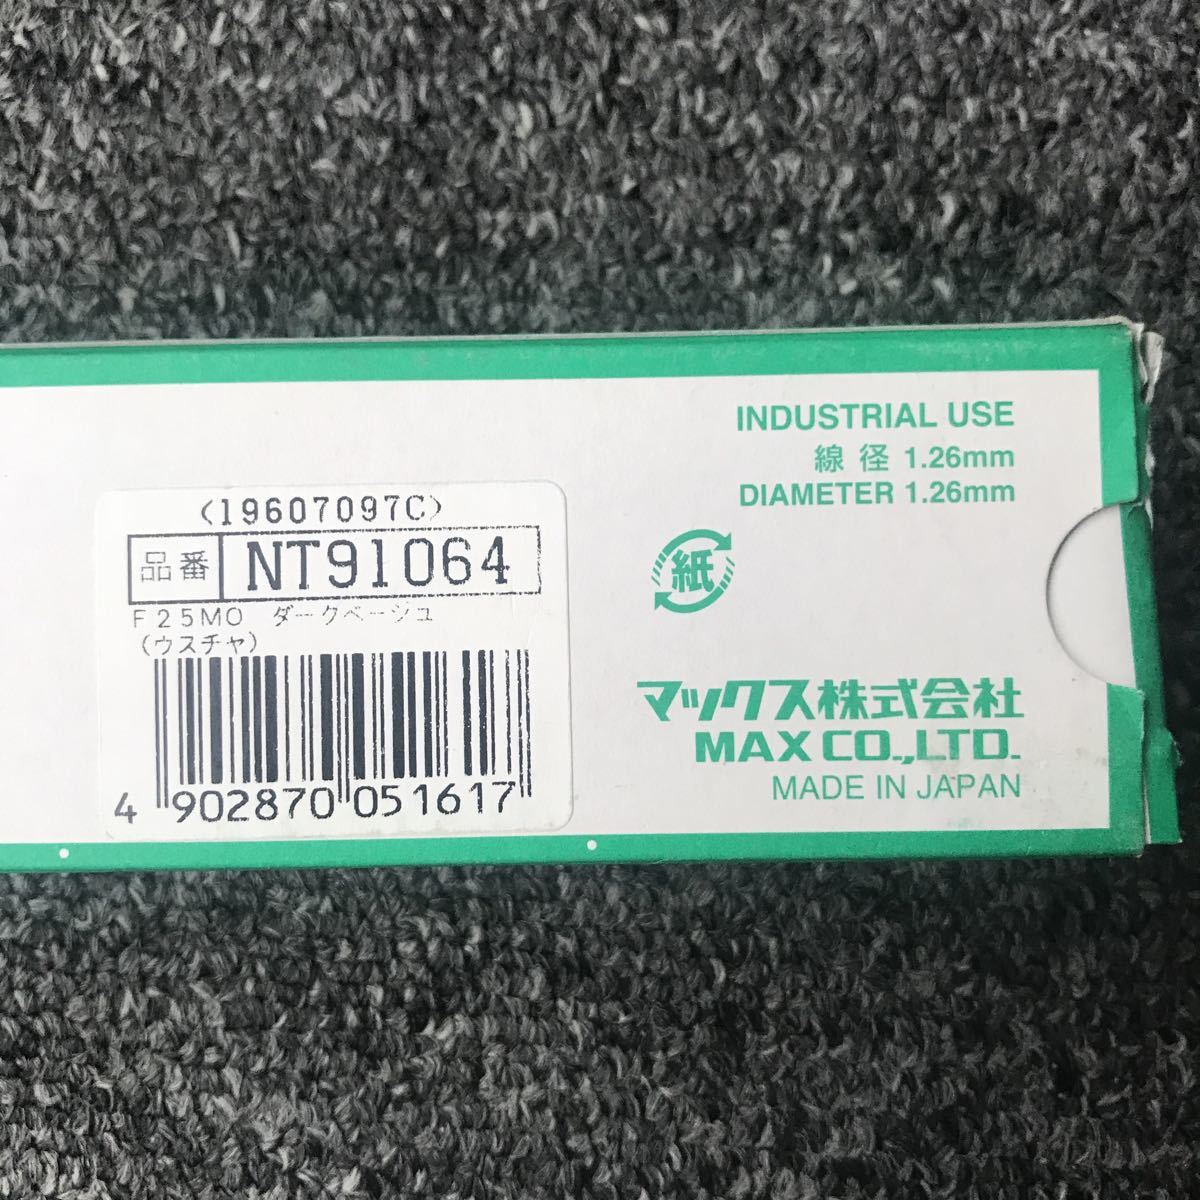 INDUSTRIAL USE
線径 1.26mm
DIAMETER 1.26mm
紙
マックス株式会社
MAX CO.,LTD.
MADE IN JAPAN
(19607097C)
品番 NT91064
F25MO ダークベージュ
(ウスチャ)
4 902870 051617